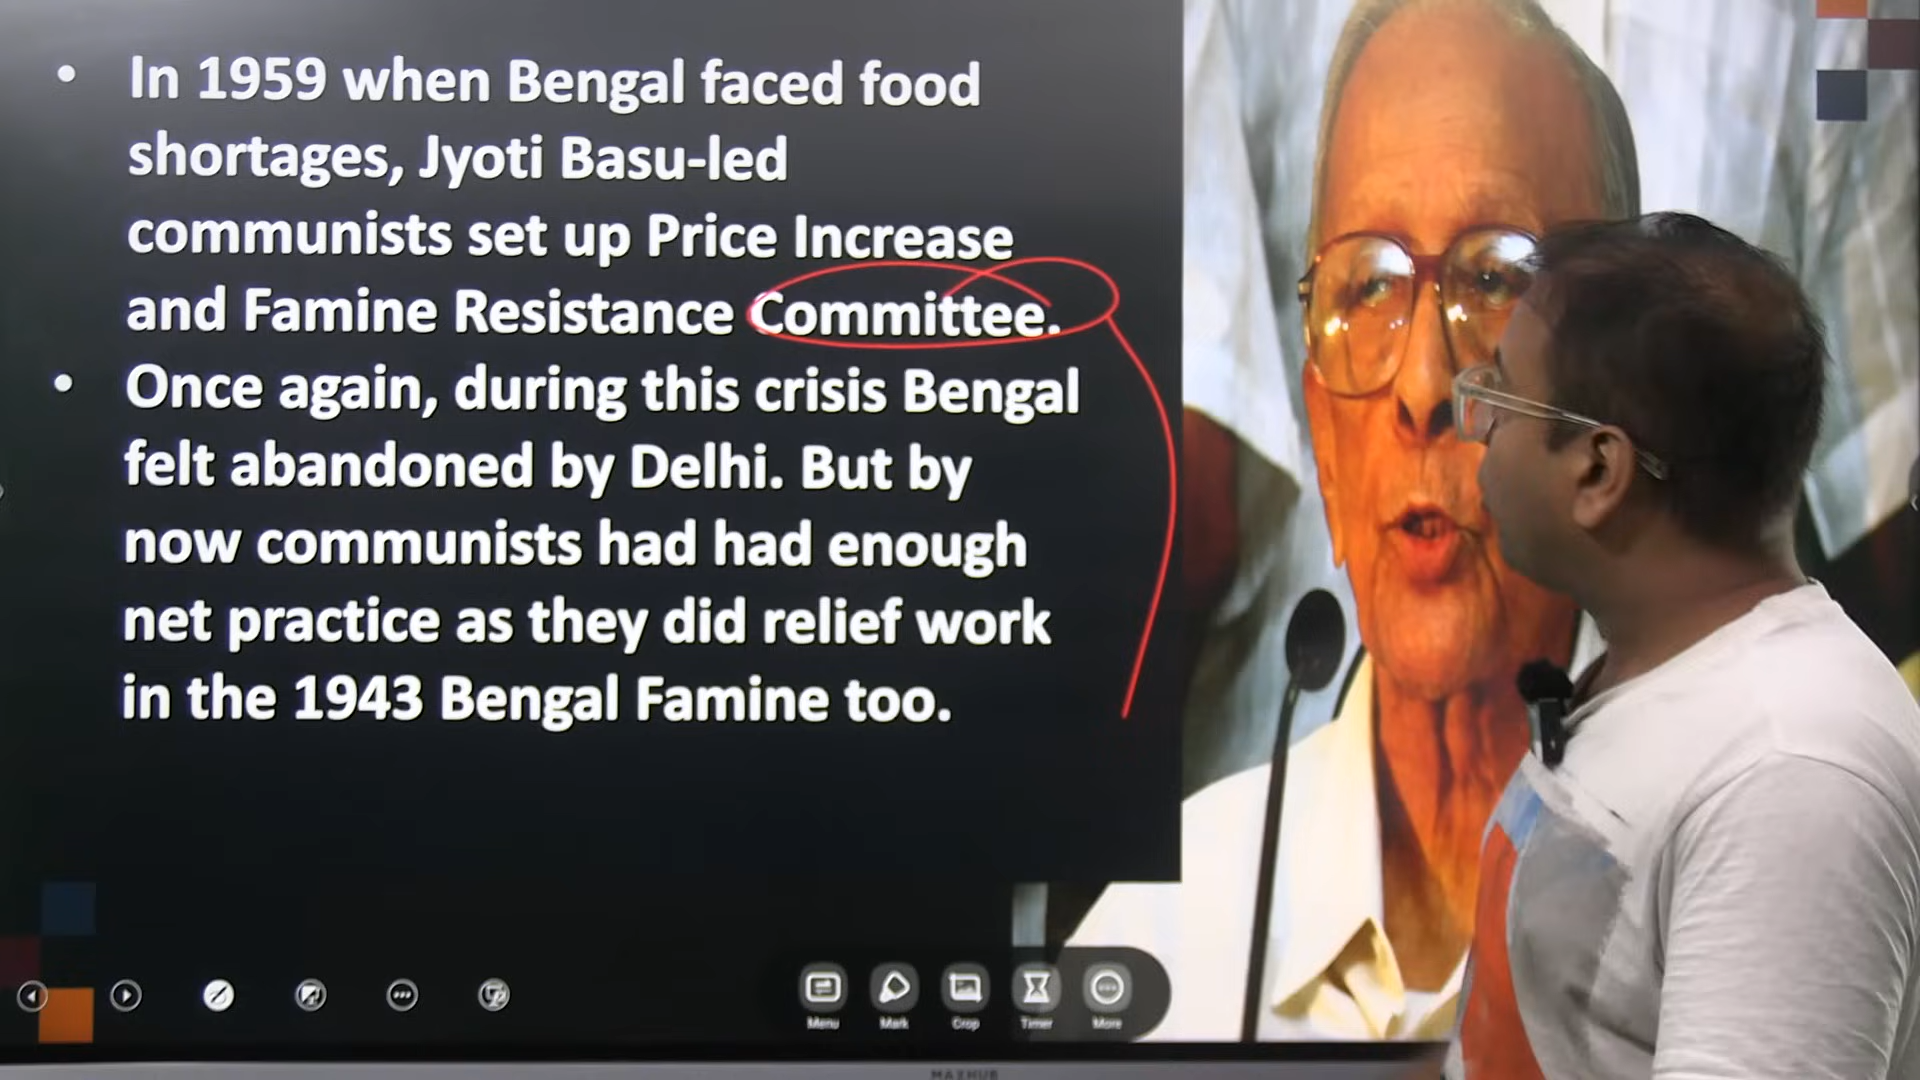 In 1959 when Bengal faced food
shortages, Jyoti Basu-led
communists set up Price Increase
and Famine Resistance Committee.
Once again, during this crisis Bengal
felt abandoned by Delhi. But by
now communists had had enough
net practice as they did relief work
in the 1943 Bengal Famine too.
Menu Mark Crop Timer More
MAXHUB